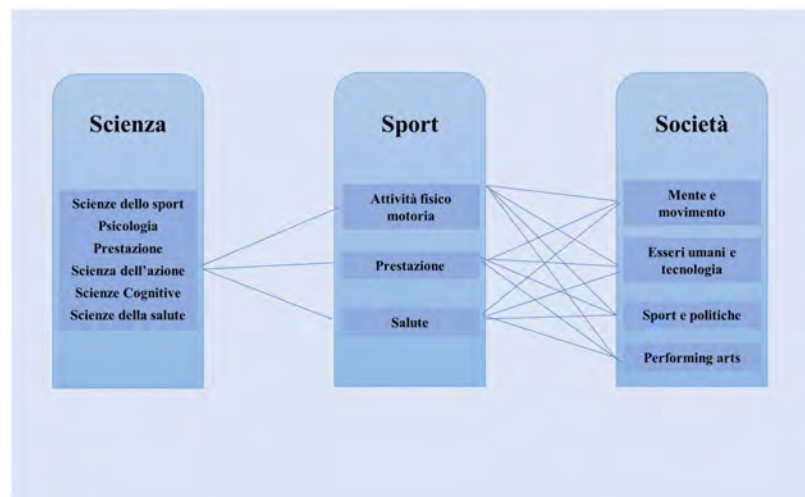 Scienza
Scienze dello sport
Psicologia
Prestazione
Scienza dell'azione
Scienze Cognitive
Scienze della salute
Sport
Attività fisico
motoria
Prestazione
Salute
Società
Mente e
movimento
Esseri umani e
tecnologia
Sport e politiche
Performing arts